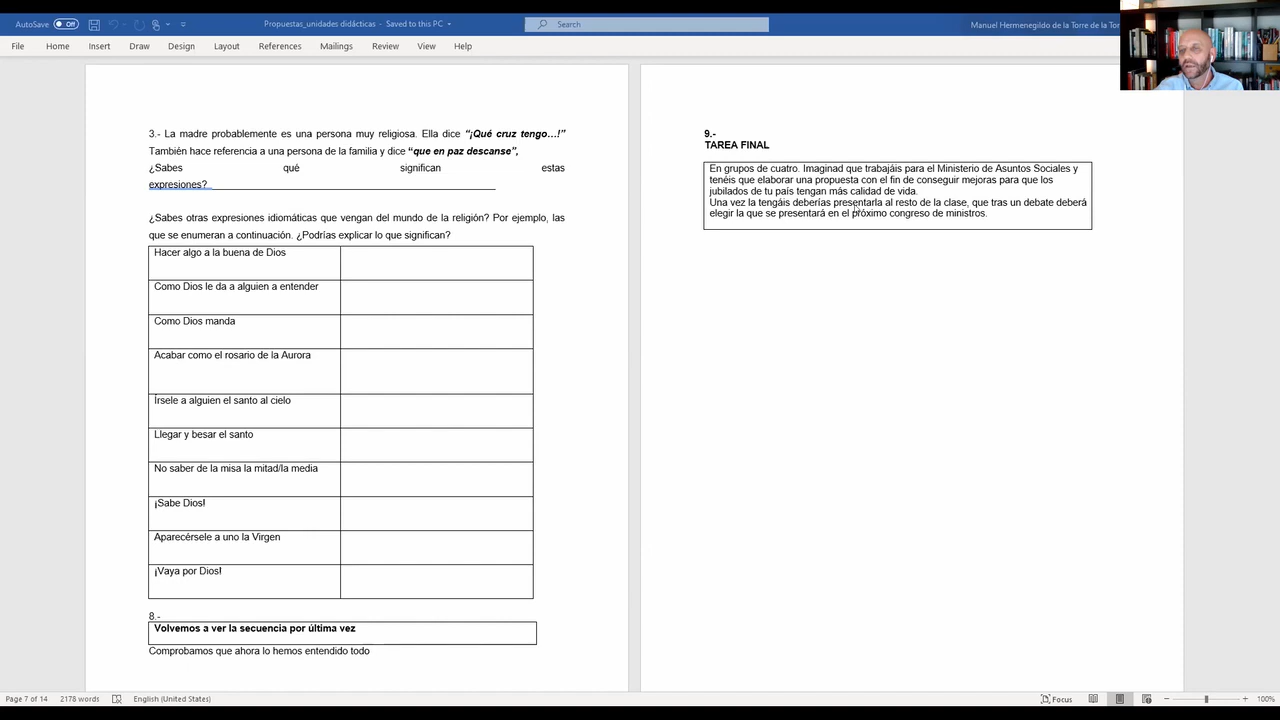 AutoSave Off
Propuestas_unidades didácticas - Saved to this PC
Search
Manuel Hermenegildo de la Torre de la Tor
File Home Insert Draw Design Layout References Mailings Review View Help
3.- La madre probablemente es una persona muy religiosa. Ella dice “¡Qué cruz tengo…!”
También hace referencia a una persona de la familia y dice “que en paz descanse”,
¿Sabes qué significan estas
expresiones?
¿Sabes otras expresiones idiomáticas que vengan del mundo de la religión? Por ejemplo, las
que se enumeran a continuación. ¿Podrías explicar lo que significan?
Hacer algo a la buena de Dios
Como Dios le da a alguien a entender
Como Dios manda
Acabar como el rosario de la Aurora
Írsele a alguien el santo al cielo
Llegar y besar el santo
No saber de la misa la mitad/la media
¡Sabe Dios!
Aparecérsele a uno la Virgen
¡Vaya por Dios!
8.-
Volvemos a ver la secuencia por última vez
Comprobamos que ahora lo hemos entendido todo
9.-
TAREA FINAL
En grupos de cuatro. Imaginad que trabajáis para el Ministerio de Asuntos Sociales y
tenéis que elaborar una propuesta con el fin de conseguir mejoras para que los
jubilados de tu país tengan más calidad de vida.
Una vez la tengáis deberías presentarla al resto de la clase, que tras un debate deberá
elegir la que se presentará en el próximo congreso de ministros.
Page 7 of 14 2178 words English (United States)
Focus
100%